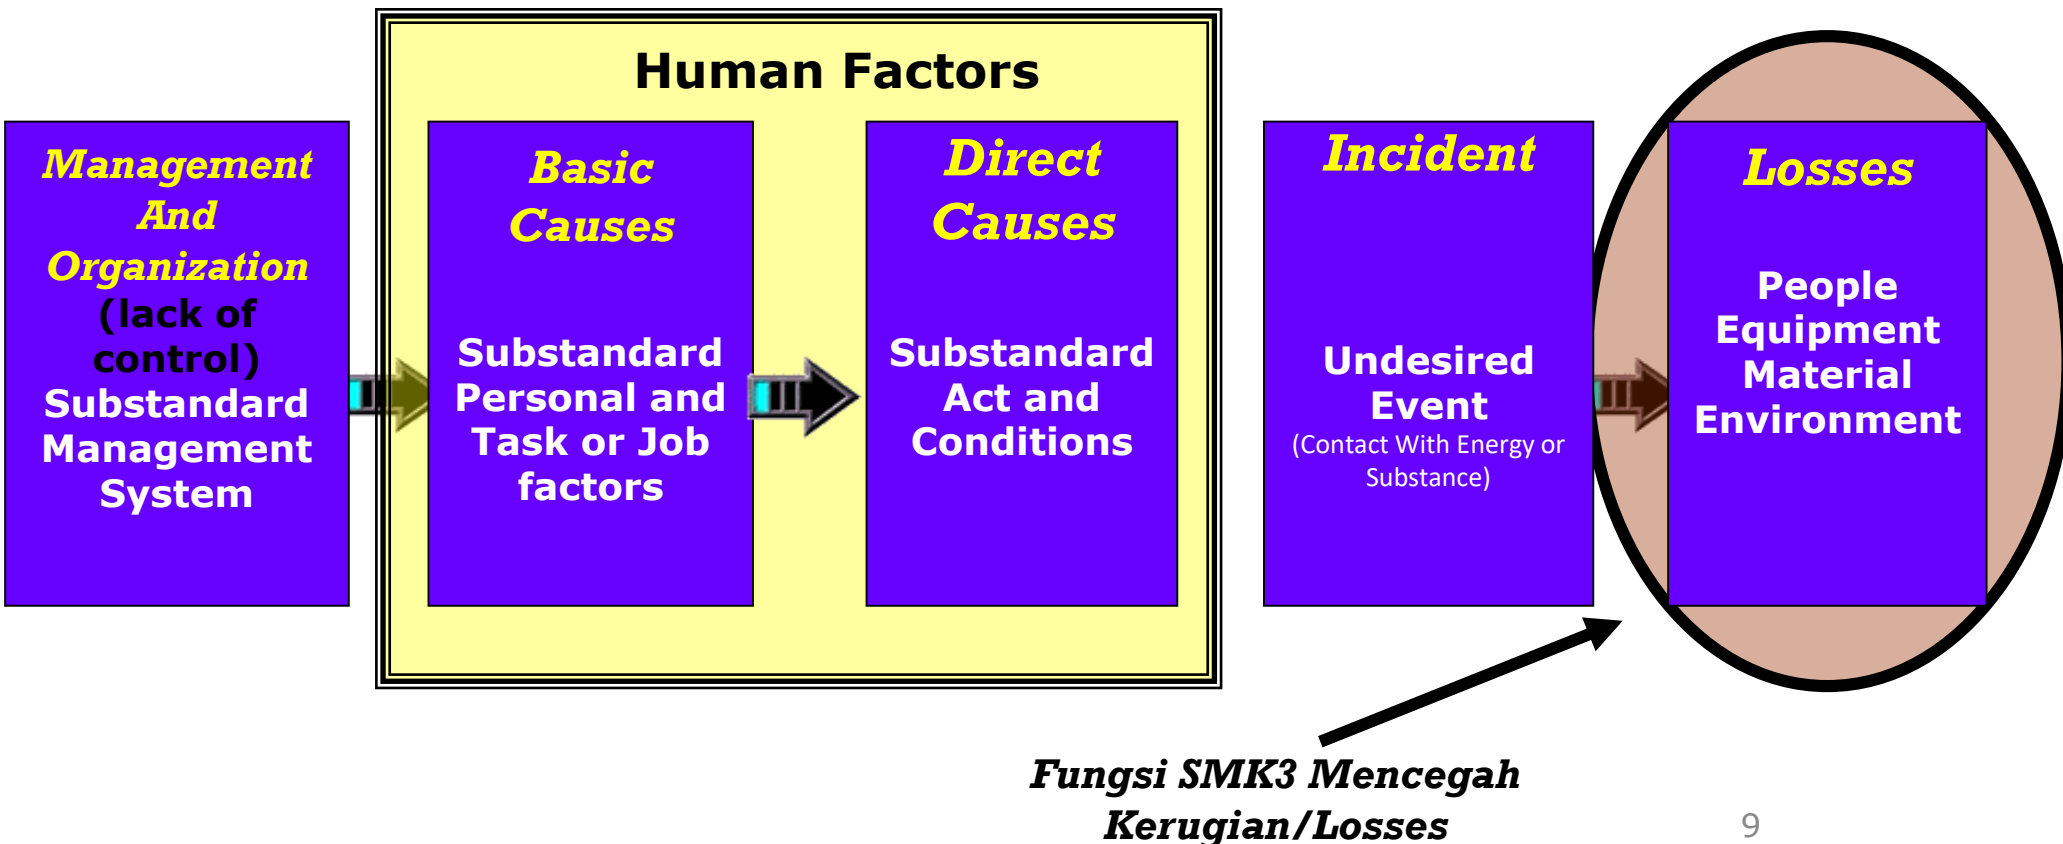 Human Factors
Management
And
Organization
(lack of
control)
Substandard
Management
System
Basic
Causes
Substandard
Personal and
Task or Job
factors
Direct
Causes
Substandard
Act and
Conditions
Incident
Undesired
Event
(Contact With Energy or
Substance)
Losses
People
Equipment
Material
Environment
Fungsi SMK3 Mencegah
Kerugian/Losses
9